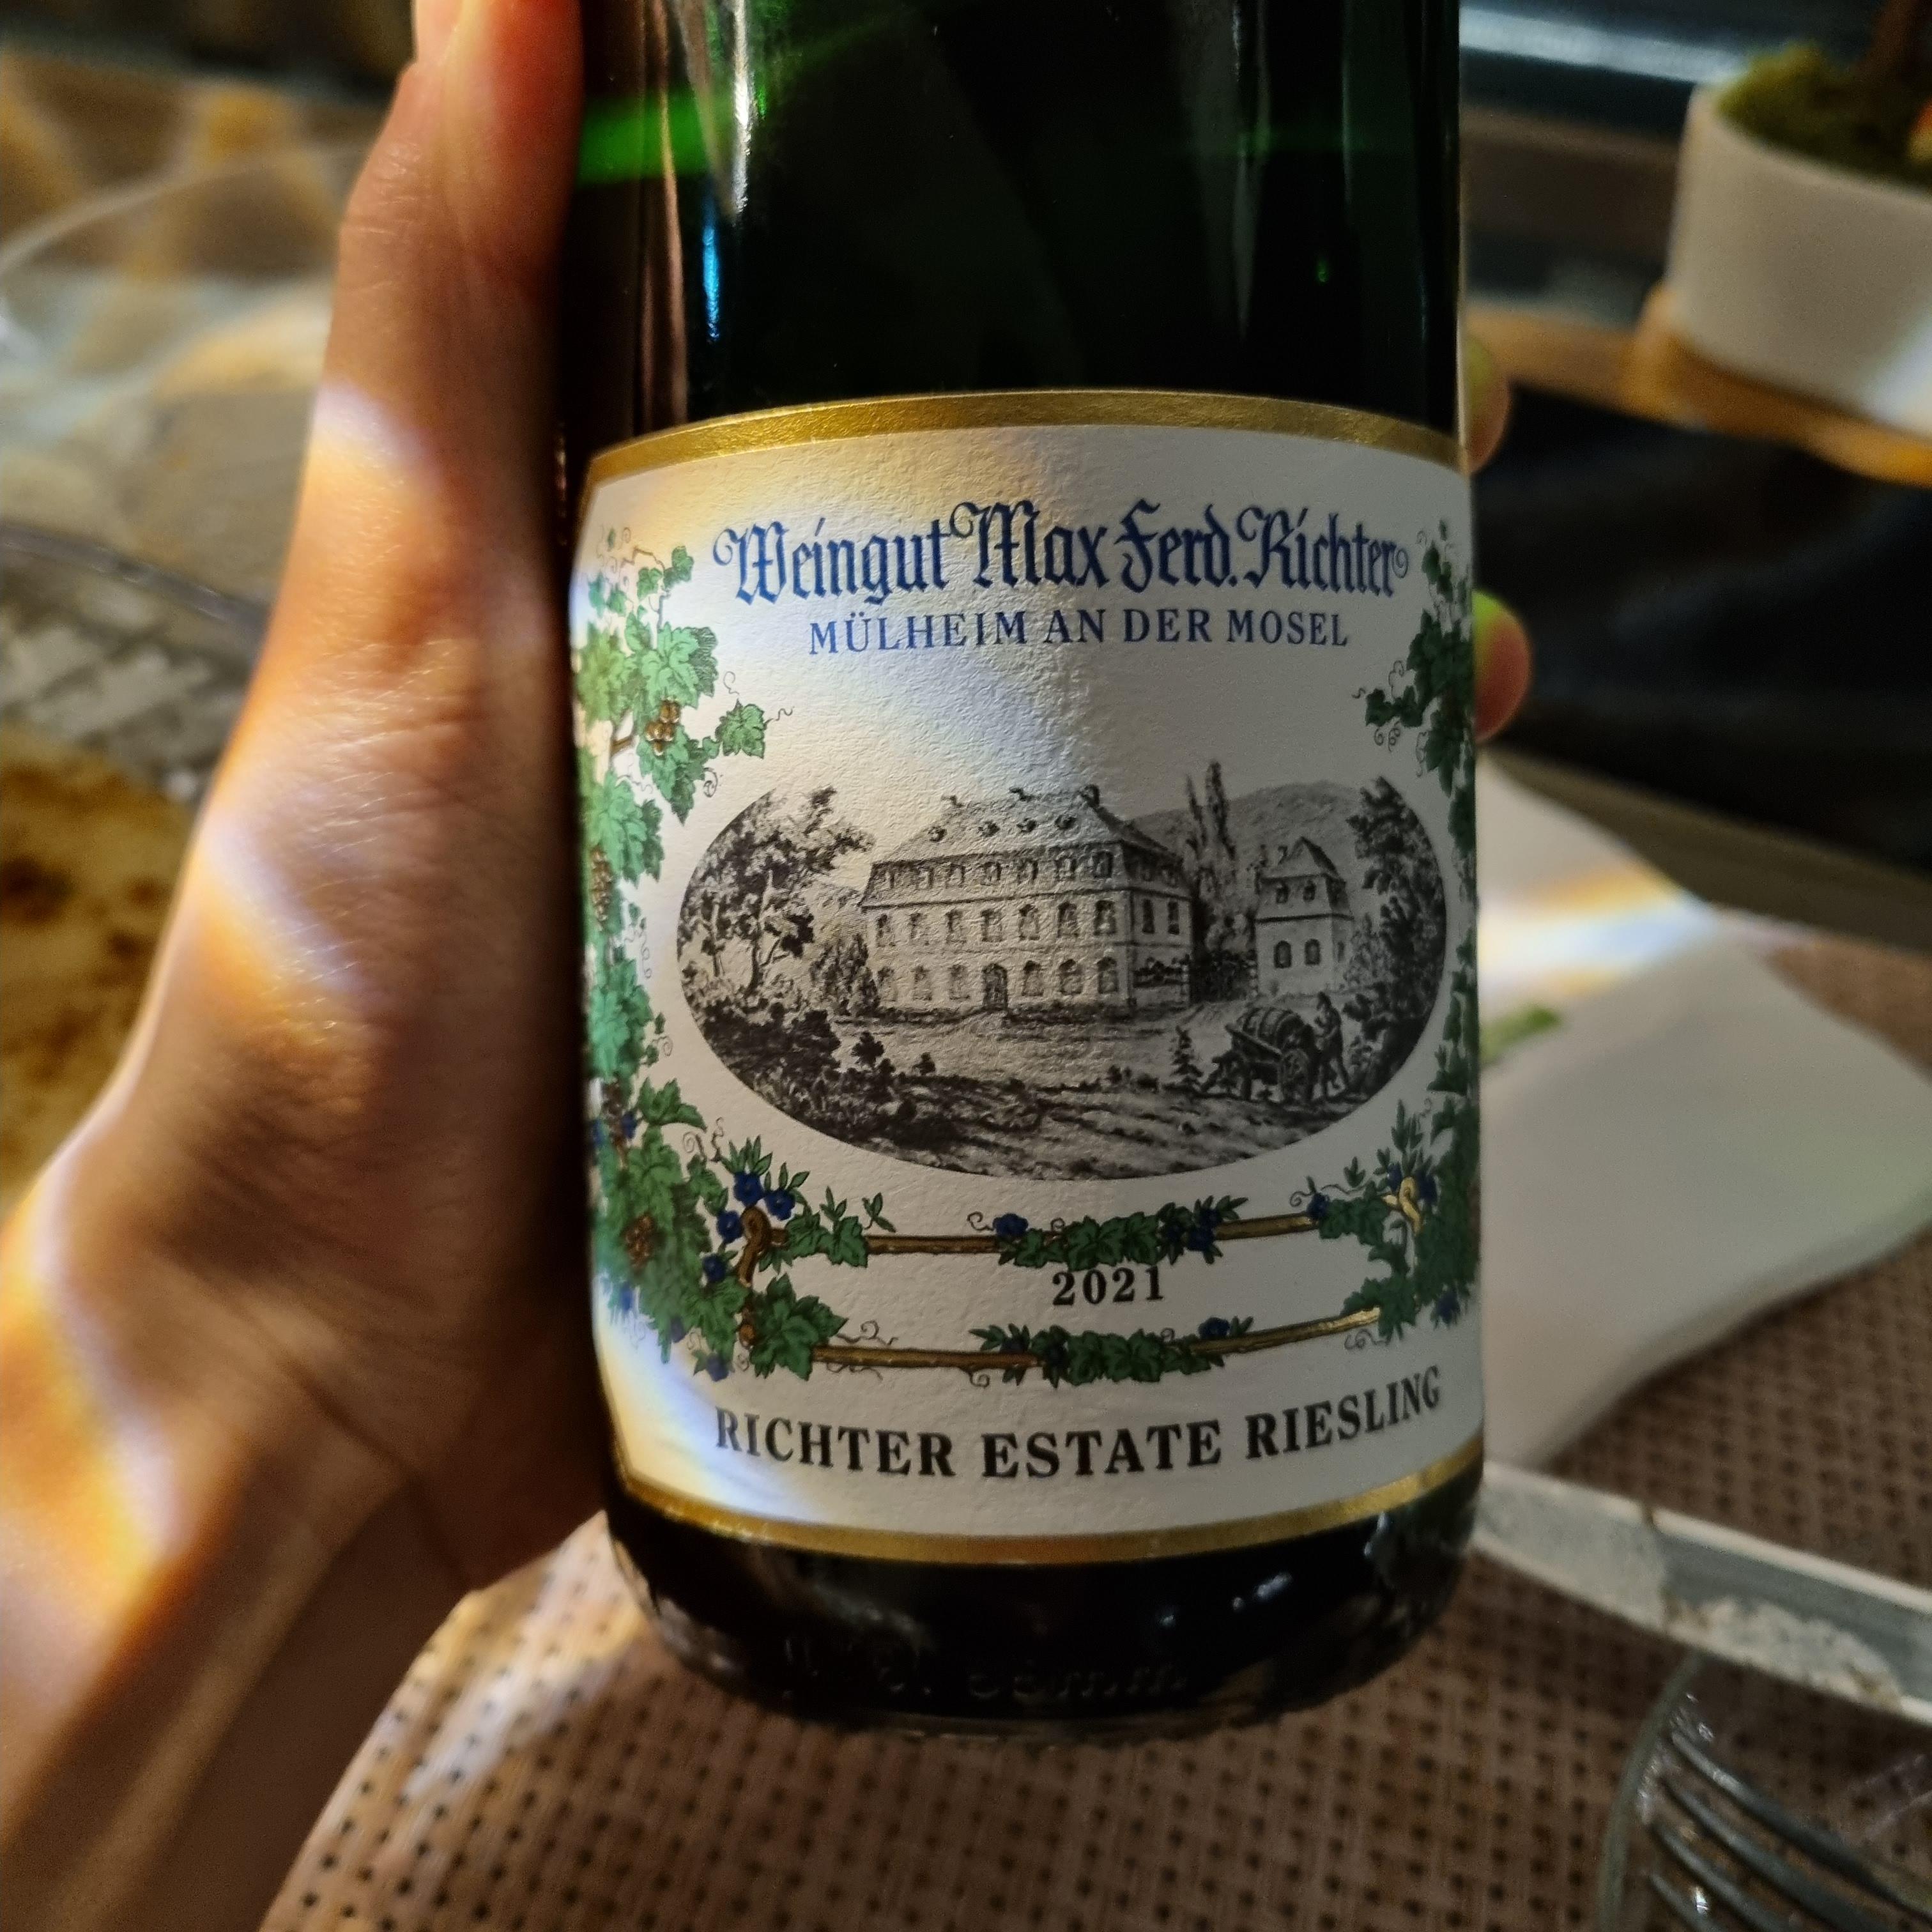 Weingut Max Ferd. Richter
MÜLHEIM AN DER MOSEL
2021
RICHTER ESTATE RIESLING